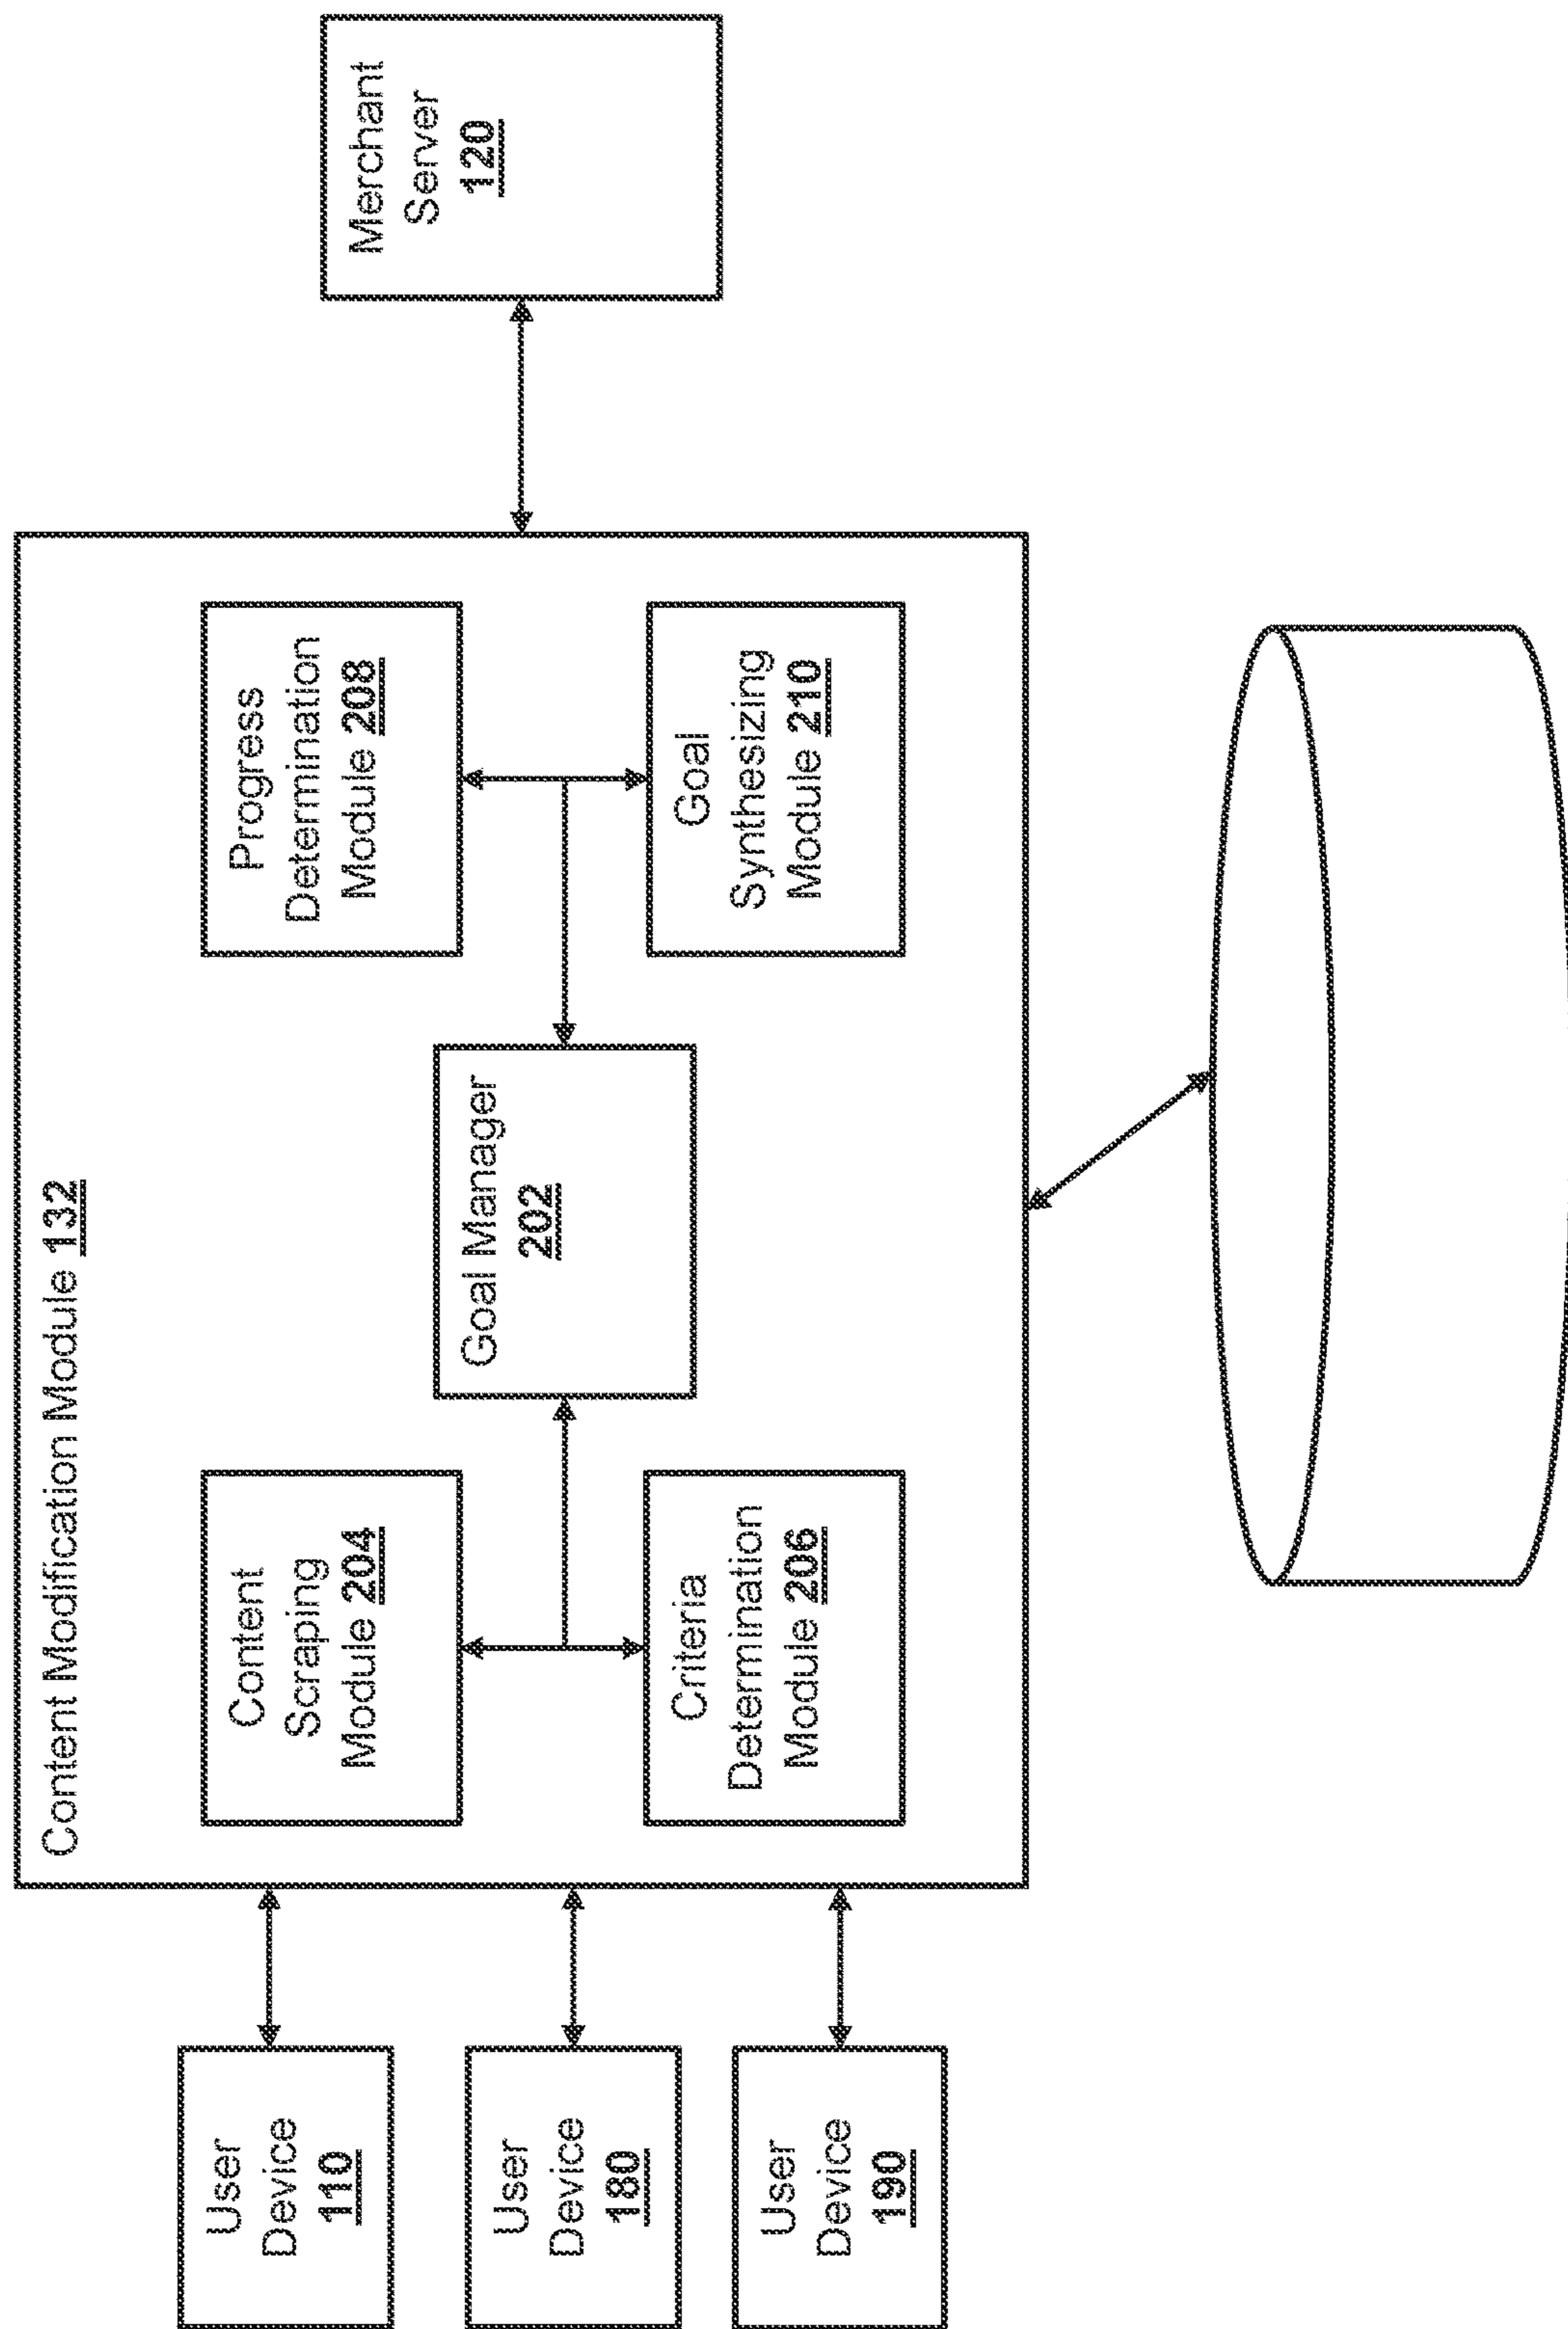 Content Modification Module 132
User
Device
110
User
Device
180
User
Device
190
Content
Scraping
Module 204
Criteria
Determination
Module 206
Goal Manager
202
Progress
Determination
Module 208
Goal
Synthesizing
Module 210
Merchant
Server
120